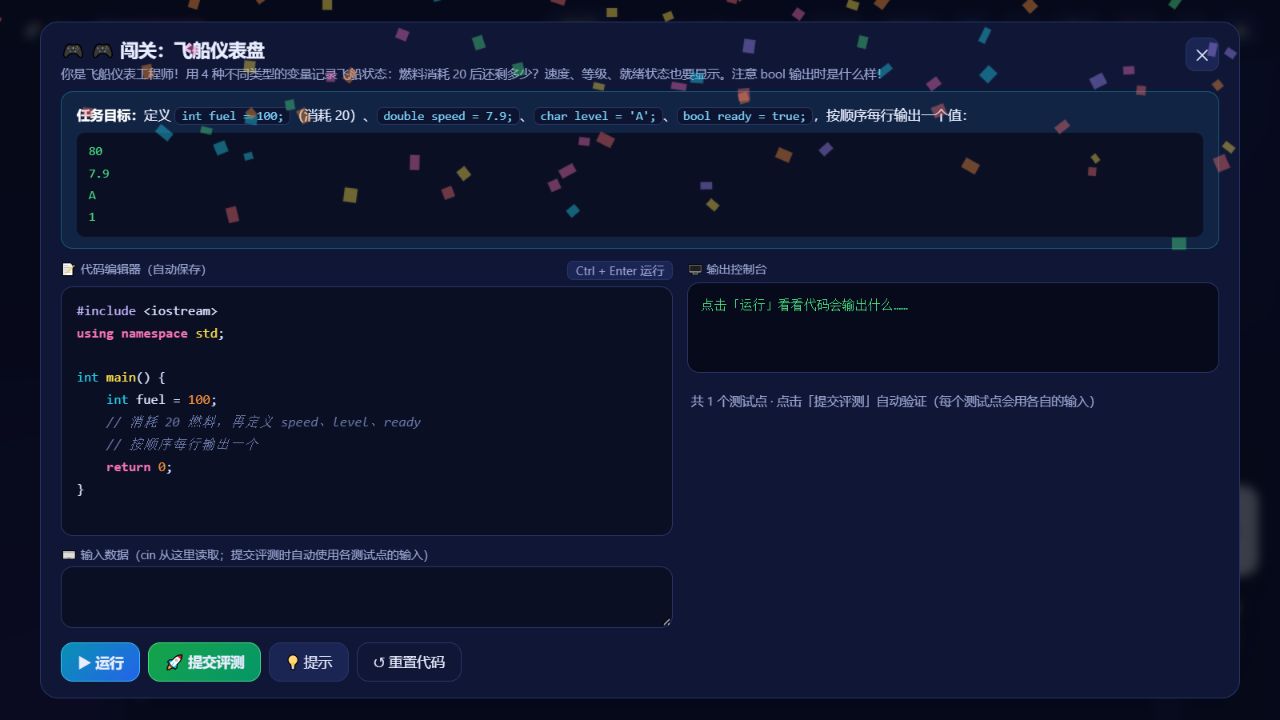 🎮 🎮 闯关：飞船仪表盘
你是飞船仪表工程师！用 4 种不同类型的变量记录飞船状态：燃料消耗 20 后还剩多少？速度、等级、就绪状态也要显示。注意 bool 输出时是什么样！
任务目标：定义 int fuel = 100; （消耗 20）、 double speed = 7.9; 、 char level = 'A'; 、 bool ready = true; ，按顺序每行输出一个值：
80
7.9
A
1
📝 代码编辑器（自动保存）
Ctrl + Enter 运行
#include <iostream>
using namespace std;
int main() {
    int fuel = 100;
    // 消耗 20 燃料，再定义 speed、level、ready
    // 按顺序每行输出一个
    return 0;
}
⌨️ 输入数据（cin 从这里读取；提交评测时自动使用各测试点的输入）
🖥️ 输出控制台
点击「运行」看看代码会输出什么……
共 1 个测试点 · 点击「提交评测」自动验证（每个测试点会用各自的输入）
▶ 运行
🚀 提交评测
💡 提示
↺ 重置代码